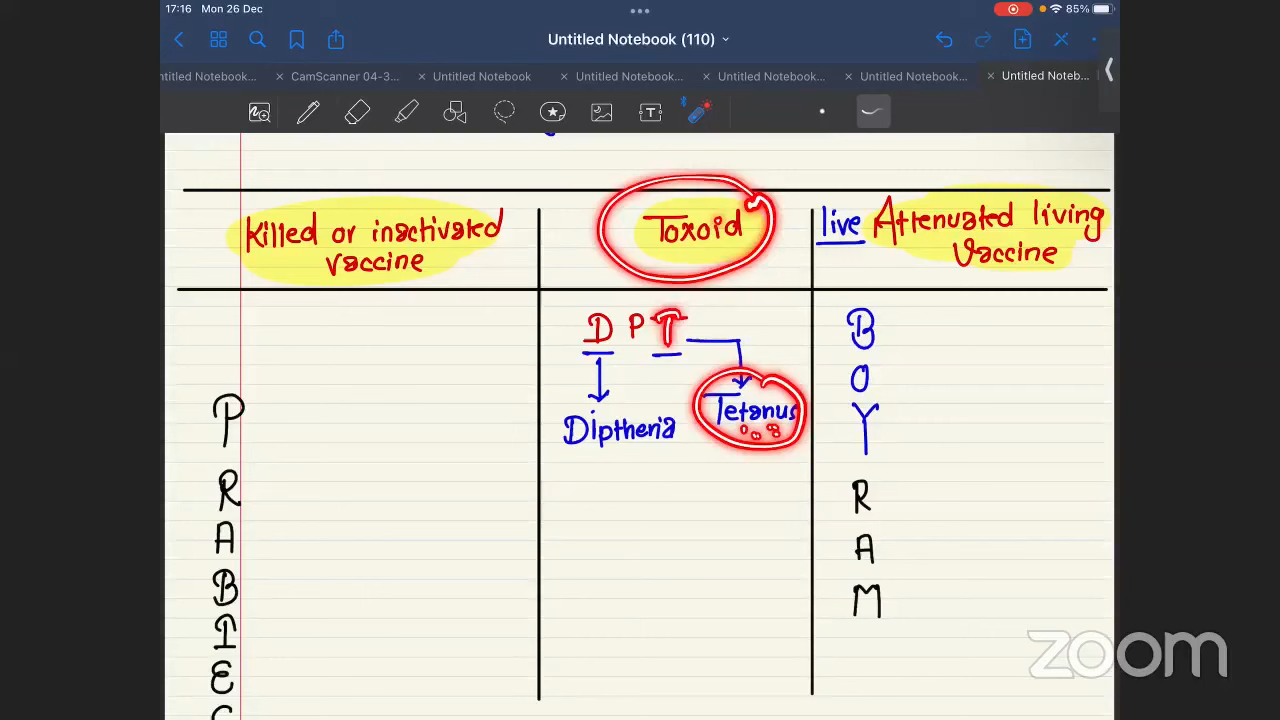 17:16 Mon 26 Dec
85%
Untitled Notebook (110)
ntitled Notebook...
CamScanner 04-3...
Untitled Notebook
Untitled Notebook...
Untitled Notebook...
Untitled Notebook...
Untitled Noteb...
Killed or inactivated
vaccine
Toxoid
live Attenuated living
Vaccine
D P T
Tetanus
Diptheria
P
R
A
B
I
E
B
O
Y
R
A
M
zoom